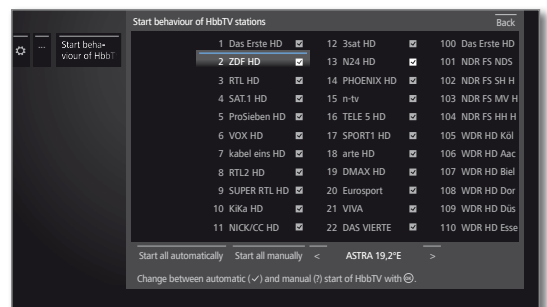 Start behaviour of HbbTV stations Back
... Start beha-
viour of HbbT
1 Das Erste HD 12 3sat HD 100 Das Erste HD
2 ZDF HD 13 N24 HD 101 NDR FS NDS
3 RTL HD 14 PHOENIX HD 102 NDR FS SH H
4 SAT.1 HD 15 n-tv 103 NDR FS MV H
5 ProSieben HD 16 TELE 5 HD 104 NDR FS HH H
6 VOX HD 17 SPORT1 HD 105 WDR HD Köl
7 kabel eins HD 18 arte HD 106 WDR HD Aac
8 RTL2 HD 19 DMAX HD 107 WDR HD Biel
9 SUPER RTL HD 20 Eurosport 108 WDR HD Dor
10 KiKa HD 21 VIVA 109 WDR HD Düs
11 NICK/CC HD 22 DAS VIERTE 110 WDR HD Esse
Start all automatically Start all manually < ASTRA 19,2°E >
Change between automatic (✓) and manual (?) start of HbbTV with OK.